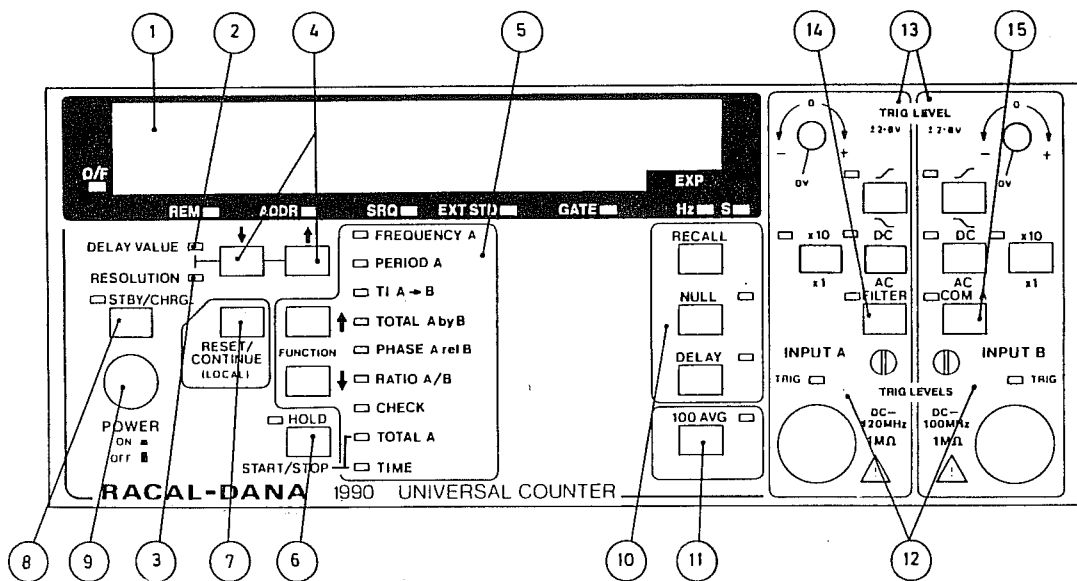 1 2 4 5 14 13 15
O/F
EXP
REM ADDR SRQ EXT STD GATE Hz S
DELAY VALUE
RESOLUTION
STBY/CHRG
RESET/
CONTINUE
(LOCAL)
POWER
ON
OFF
FUNCTION
HOLD
START/STOP
FREQUENCY A
PERIOD A
TI A → B
TOTAL A by B
PHASE A rel B
RATIO A/B
CHECK
TOTAL A
TIME
RECALL
NULL
DELAY
100 AVG
TRIG LEVEL
±2·6V ±2·6V
0 0
- + - +
0V 0V
x10 DC DC x10
x1 AC AC x1
FILTER COM A
INPUT A INPUT B
TRIG TRIG
TRIG LEVELS
DC- DC-
120MHz 100MHz
1MΩ 1MΩ
RACAL-DANA 1990 UNIVERSAL COUNTER
8 9 3 7 6 10 11 12